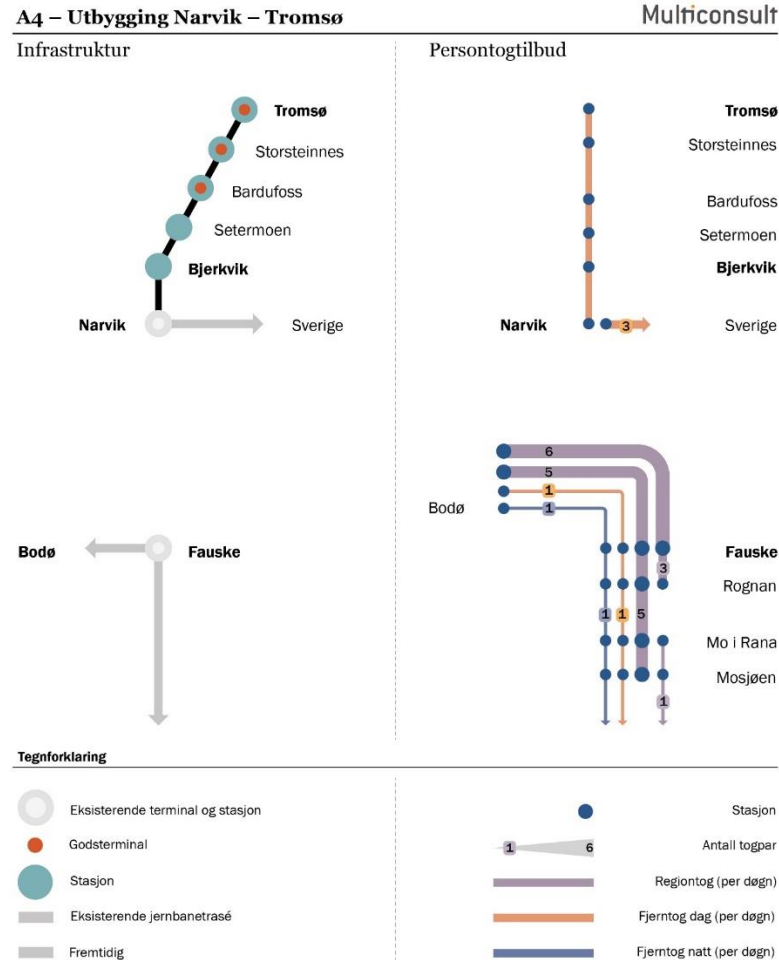 A4 – Utbygging Narvik – Tromsø
Multiconsult
Infrastruktur
Tromsø
Storsteinnes
Bardufoss
Setermoen
Bjerkvik
Narvik
Sverige
Bodø
Fauske
Persontogtilbud
Tromsø
Storsteinnes
Bardufoss
Setermoen
Bjerkvik
Narvik
3
Sverige
6
5
1
1
Bodø
Fauske
3
Rognan
1
1
5
Mo i Rana
Mosjøen
1
Tegnforklaring
Eksisterende terminal og stasjon
Godsterminal
Stasjon
Eksisterende jernbanetrasé
Fremtidig
Stasjon
1
6
Antall togpar
Regiontog (per døgn)
Fjerntog dag (per døgn)
Fjerntog natt (per døgn)